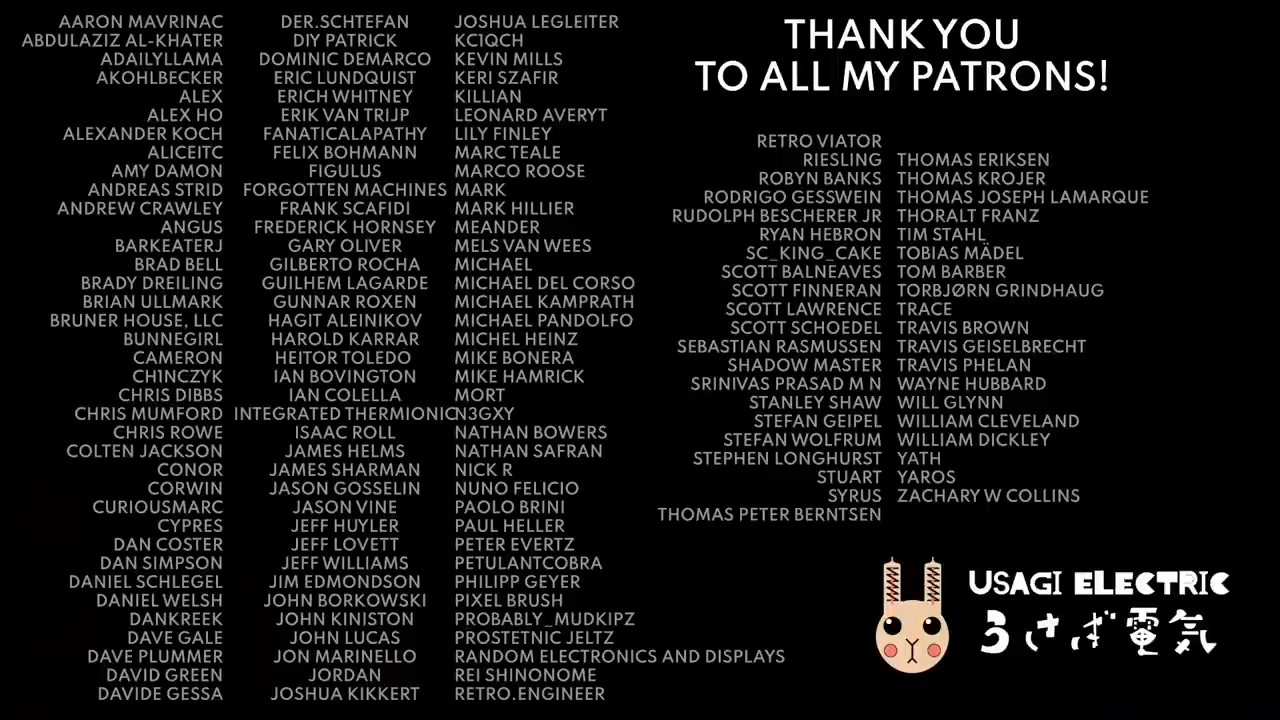 AARON MAVRINAC
ABDULAZIZ AL-KHATER
ADAILYLLAMA
AKOHLBECKER
ALEX
ALEX HO
ALEXANDER KOCH
ALICEITC
AMY DAMON
ANDREAS STRID
ANDREW CRAWLEY
ANGUS
BARKEATERJ
BRAD BELL
BRADY DREILING
BRIAN ULLMARK
BRUNER HOUSE, LLC
BUNNEGIRL
CAMERON
CH1NCZYK
CHRIS DIBBS
CHRIS MUMFORD
CHRIS ROWE
COLTEN JACKSON
CONOR
CORWIN
CURIOUSMARC
CYPRES
DAN COSTER
DAN SIMPSON
DANIEL SCHLEGEL
DANIEL WELSH
DANKREEK
DAVE GALE
DAVE PLUMMER
DAVID GREEN
DAVIDE GESSA
DER.SCHTEFAN
DIY PATRICK
DOMINIC DEMARCO
ERIC LUNDQUIST
ERICH WHITNEY
ERIK VAN TRIJP
FANATICALAPATHY
FELIX BOHMANN
FIGULUS
FORGOTTEN MACHINES
FRANK SCAFIDI
FREDERICK HORNSEY
GARY OLIVER
GILBERTO ROCHA
GUILHEM LAGARDE
GUNNAR ROXEN
HAGIT ALEINIKOV
HAROLD KARRAR
HEITOR TOLEDO
IAN BOVINGTON
IAN COLELLA
INTEGRATED THERMIONIC
ISAAC ROLL
JAMES HELMS
JAMES SHARMAN
JASON GOSSELIN
JASON VINE
JEFF HUYLER
JEFF LOVETT
JEFF WILLIAMS
JIM EDMONDSON
JOHN BORKOWSKI
JOHN KINISTON
JOHN LUCAS
JON MARINELLO
JORDAN
JOSHUA KIKKERT
JOSHUA LEGLEITER
KC1QCH
KEVIN MILLS
KERI SZAFIR
KILLIAN
LEONARD AVERYT
LILY FINLEY
MARC TEALE
MARCO ROOSE
MARK
MARK HILLIER
MEANDER
MELS VAN WEES
MICHAEL
MICHAEL DEL CORSO
MICHAEL KAMPRATH
MICHAEL PANDOLFO
MICHEL HEINZ
MIKE BONERA
MIKE HAMRICK
MORT
N3GXY
NATHAN BOWERS
NATHAN SAFRAN
NICK R
NUNO FELICIO
PAOLO BRINI
PAUL HELLER
PETER EVERTZ
PETULANTCOBRA
PHILIPP GEYER
PIXEL BRUSH
PROBABLY_MUDKIPZ
PROSTETNIC JELTZ
RANDOM ELECTRONICS AND DISPLAYS
REI SHINONOME
RETRO.ENGINEER
THANK YOU
TO ALL MY PATRONS!
RETRO VIATOR
RIESLING
ROBYN BANKS
RODRIGO GESSWEIN
RUDOLPH BESCHERER JR
RYAN HEBRON
SC_KING_CAKE
SCOTT BALNEAVES
SCOTT FINNERAN
SCOTT LAWRENCE
SCOTT SCHOEDEL
SEBASTIAN RASMUSSEN
SHADOW MASTER
SRINIVAS PRASAD M N
STANLEY SHAW
STEFAN GEIPEL
STEFAN WOLFRUM
STEPHEN LONGHURST
STUART
SYRUS
THOMAS PETER BERNTSEN
THOMAS ERIKSEN
THOMAS KROJER
THOMAS JOSEPH LAMARQUE
THORALT FRANZ
TIM STAHL
TOBIAS MÄDEL
TOM BARBER
TORBJØRN GRINDHAUG
TRACE
TRAVIS BROWN
TRAVIS GEISELBRECHT
TRAVIS PHELAN
WAYNE HUBBARD
WILL GLYNN
WILLIAM CLEVELAND
WILLIAM DICKLEY
YATH
YAROS
ZACHARY W COLLINS
USAGI ELECTRIC
うさぎ電気